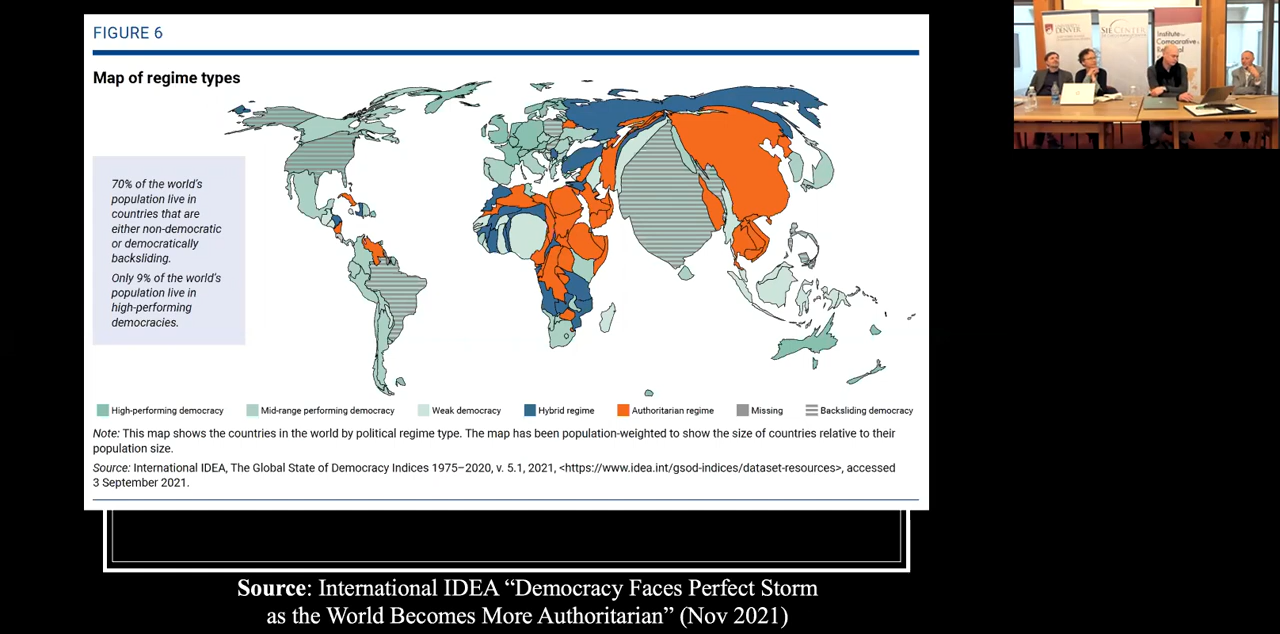 FIGURE 6
Map of regime types
70% of the world's
population live in
countries that are
either non-democratic
or democratically
backsliding.
Only 9% of the world's
population live in
high-performing
democracies.
High-performing democracy
Mid-range performing democracy
Weak democracy
Hybrid regime
Authoritarian regime
Missing
Backsliding democracy
Note: This map shows the countries in the world by political regime type. The map has been population-weighted to show the size of countries relative to their
population size.
Source: International IDEA, The Global State of Democracy Indices 1975–2020, v. 5.1, 2021, <https://www.idea.int/gsod-indices/dataset-resources>, accessed
3 September 2021.
Source: International IDEA “Democracy Faces Perfect Storm
as the World Becomes More Authoritarian” (Nov 2021)
DENVER
SIÉ CENTER
Institute
Comparative